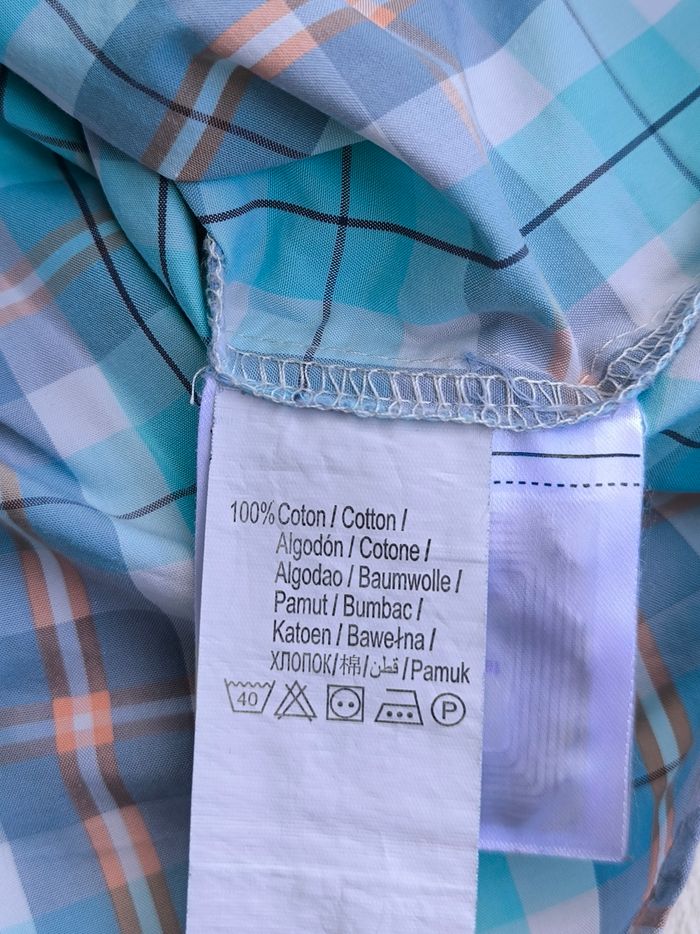 100% Coton / Cotton /
Algodón / Cotone /
Algodao / Baumwolle /
Pamut / Bumbac /
Katoen / Bawełna /
ХЛОПОК/棉/قطن/Pamuk
40 P